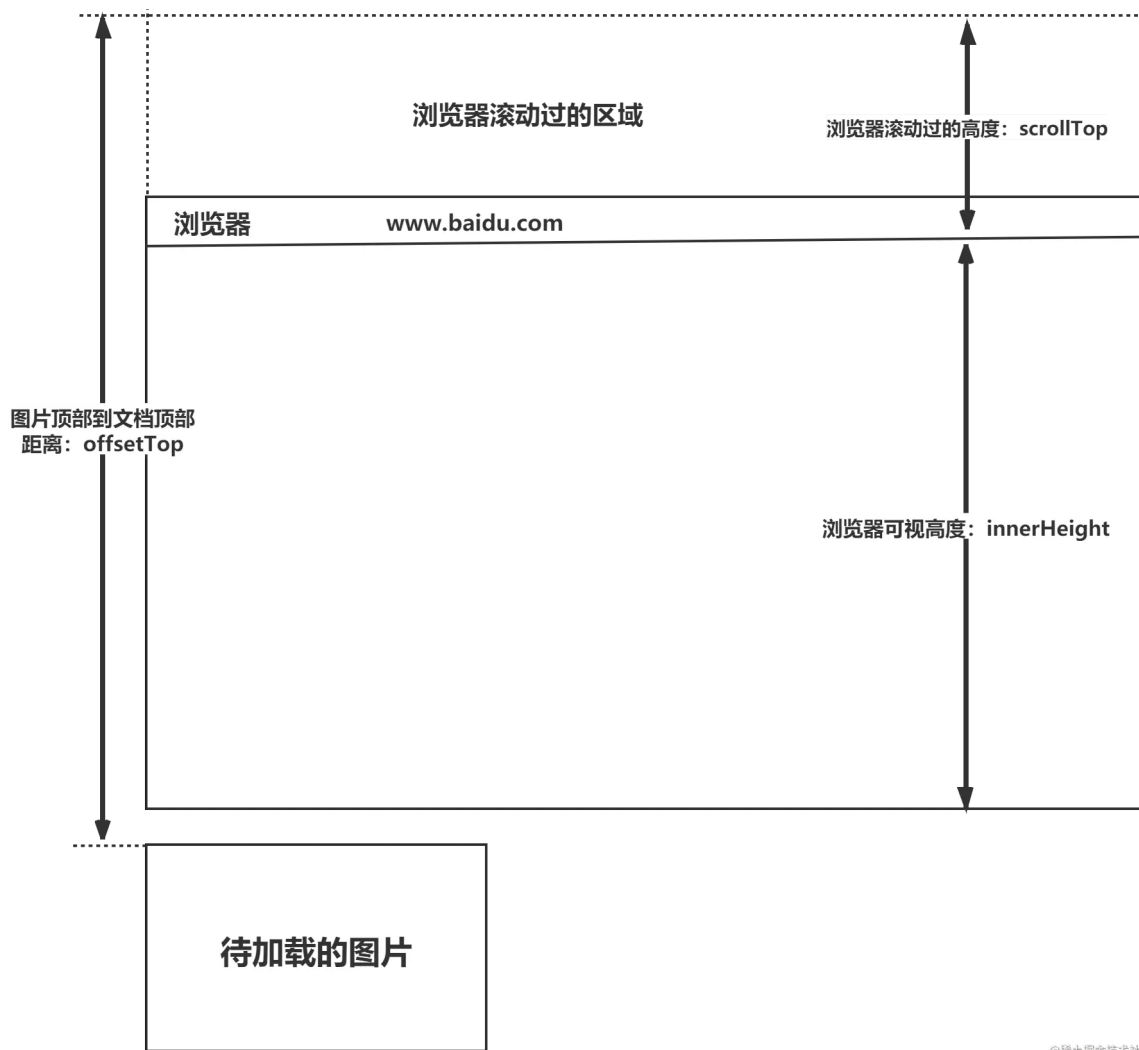 浏览器滚动过的区域
浏览器滚动过的高度：scrollTop
浏览器
www.baidu.com
图片顶部到文档顶部
距离：offsetTop
浏览器可视高度：innerHeight
待加载的图片